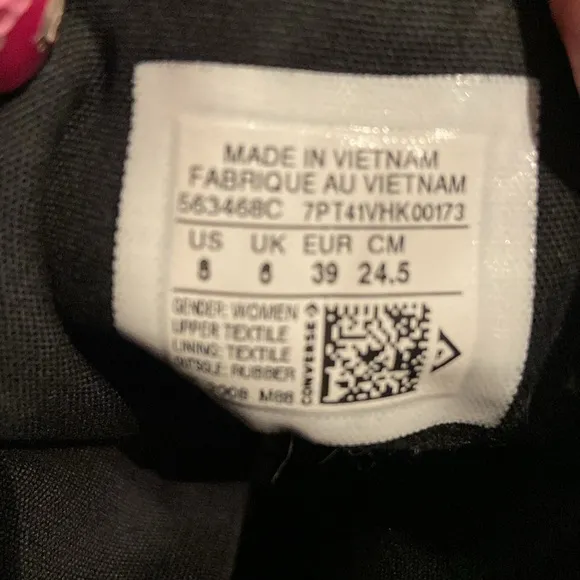 MADE IN VIETNAM
FABRIQUE AU VIETNAM
563468C 7PT41VHK00173
US UK EUR CM
8 6 39 24.5
GENDER: WOMEN
UPPER: TEXTILE
LINING: TEXTILE
RUBBER
M88
CONVERSE